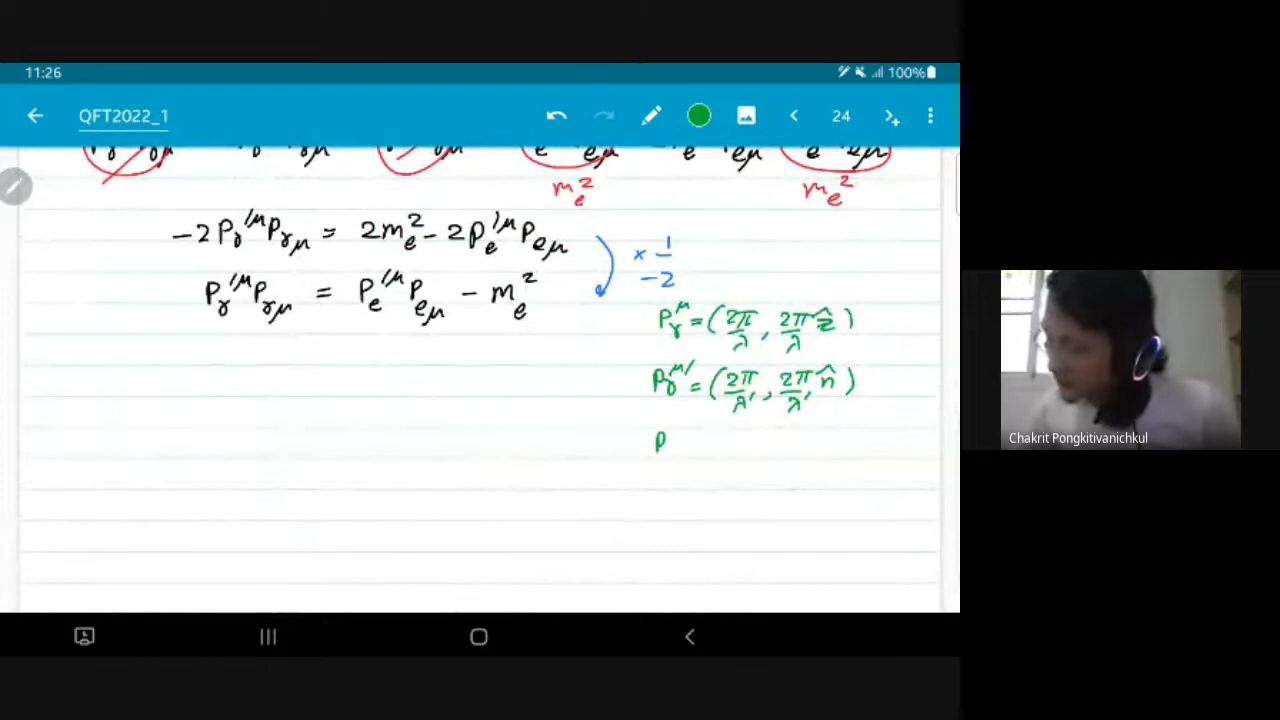 11:26 100%
QFT2022_1 24
m_e^2 m_e^2
-2P_γ'^μ P_γμ = 2m_e^2 - 2P_e'^μ P_eμ
× 1/-2
P_γ'^μ P_γμ = P_e'^μ P_eμ - m_e^2
P_γ^μ = (2π/λ, 2π/λ ẑ)
P_γ^μ' = (2π/λ', 2π/λ' n̂)
P
Chakrit Pongkitivanichkul